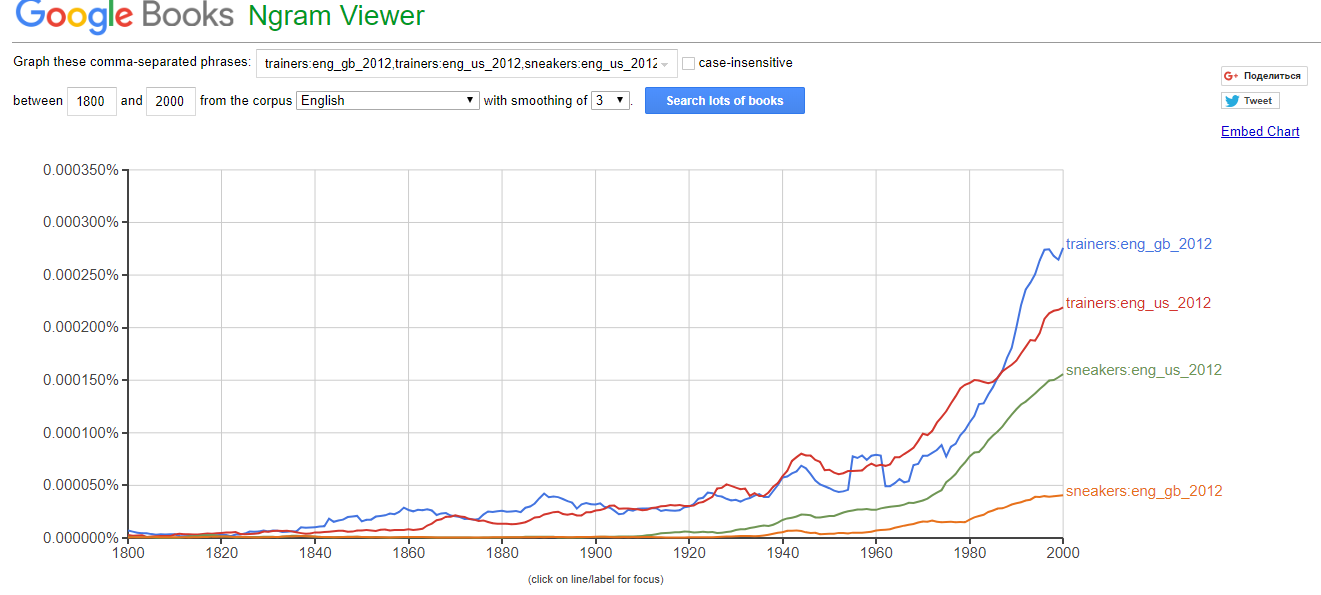 Google Books Ngram Viewer
Graph these comma-separated phrases: trainers:eng_gb_2012,trainers:eng_us_2012,sneakers:eng_us_2012 case-insensitive
between 1800 and 2000 from the corpus English with smoothing of 3 . Search lots of books
Поделиться
Tweet
Embed Chart
0.000350%
0.000300%
0.000250%
0.000200%
0.000150%
0.000100%
0.000050%
0.000000%
trainers:eng_gb_2012
trainers:eng_us_2012
sneakers:eng_us_2012
sneakers:eng_gb_2012
1800 1820 1840 1860 1880 1900 1920 1940 1960 1980 2000
(click on line/label for focus)